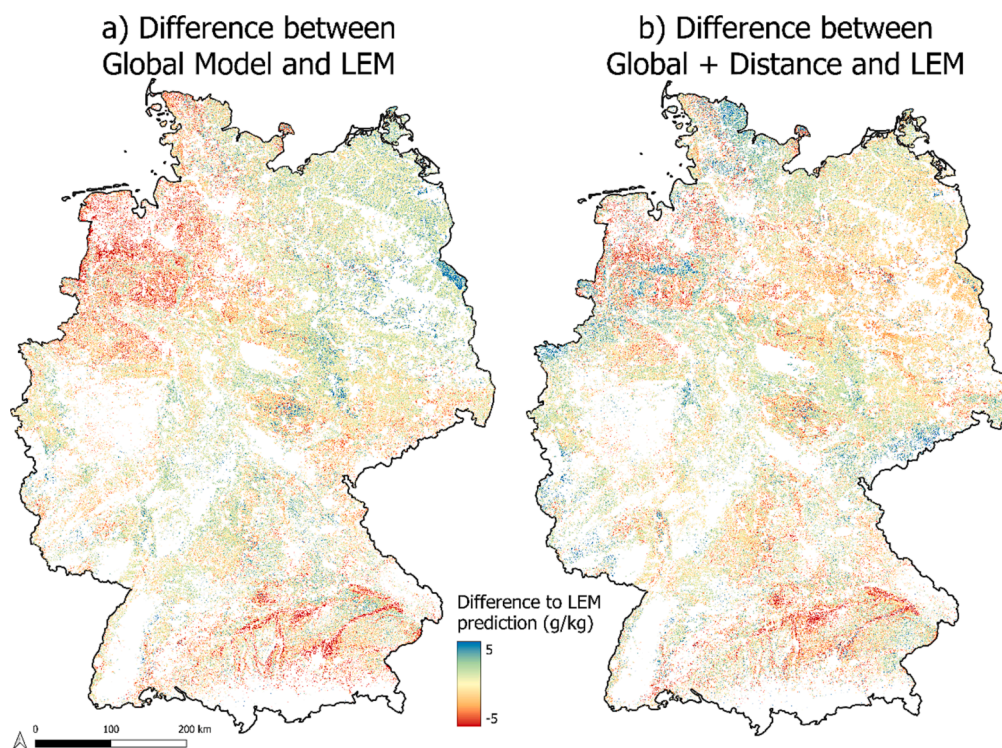 a) Difference between
Global Model and LEM
b) Difference between
Global + Distance and LEM
Difference to LEM
prediction (g/kg)
5
-5
0 100 200 km